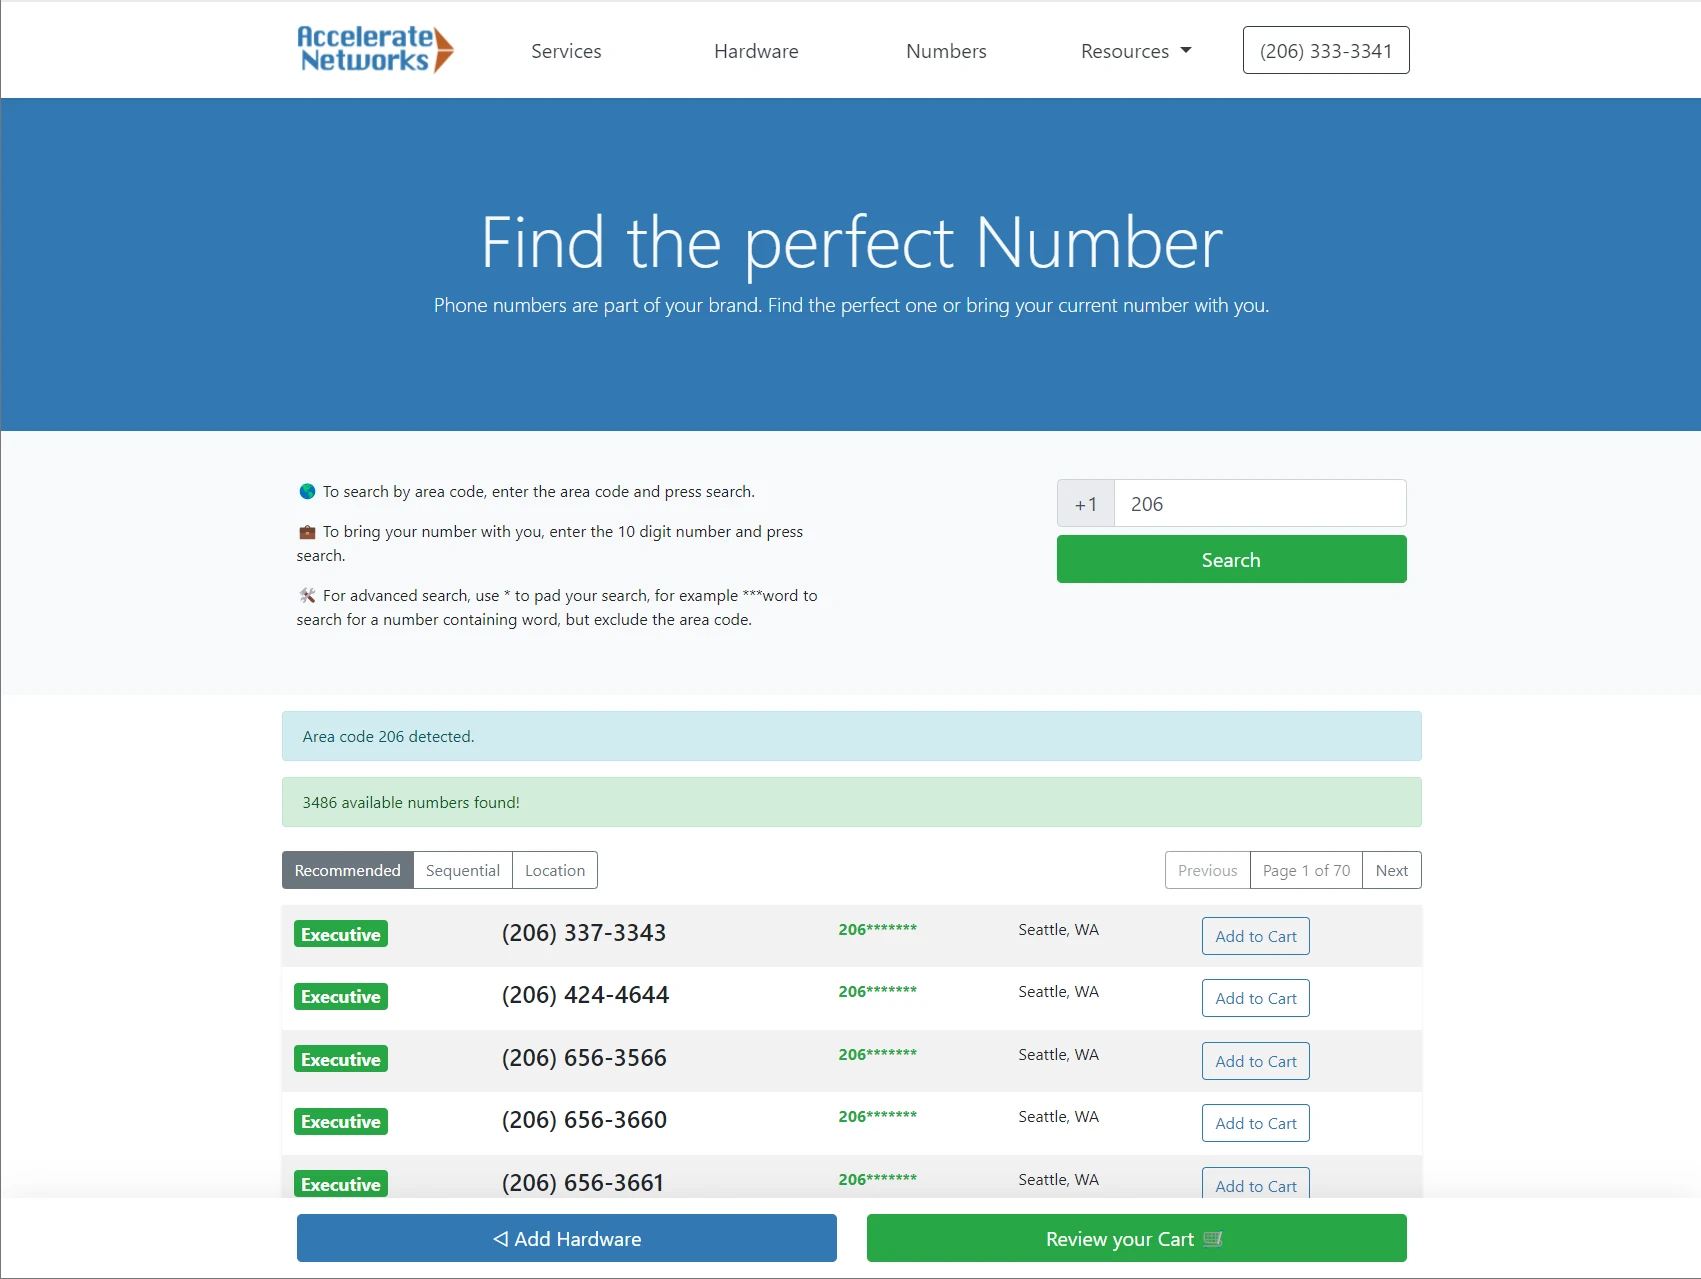 Accelerate
Networks
Services
Hardware
Numbers
Resources
(206) 333-3341
Find the perfect Number
Phone numbers are part of your brand. Find the perfect one or bring your current number with you.
To search by area code, enter the area code and press search.
To bring your number with you, enter the 10 digit number and press
search.
For advanced search, use * to pad your search, for example ***word to
search for a number containing word, but exclude the area code.
+1 206
Search
Area code 206 detected.
3486 available numbers found!
Recommended Sequential Location
Previous Page 1 of 70 Next
Executive (206) 337-3343 206******* Seattle, WA Add to Cart
Executive (206) 424-4644 206******* Seattle, WA Add to Cart
Executive (206) 656-3566 206******* Seattle, WA Add to Cart
Executive (206) 656-3660 206******* Seattle, WA Add to Cart
Executive (206) 656-3661 206******* Seattle, WA Add to Cart
Add Hardware
Review your Cart